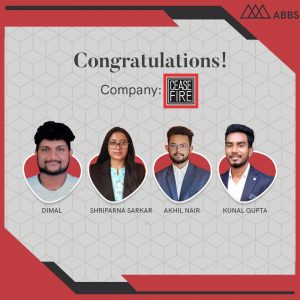 ABBS
Congratulations!
Company: CEASE
FIRE
DIMAL
SHRIPARNA SARKAR
AKHIL NAIR
KUNAL GUPTA